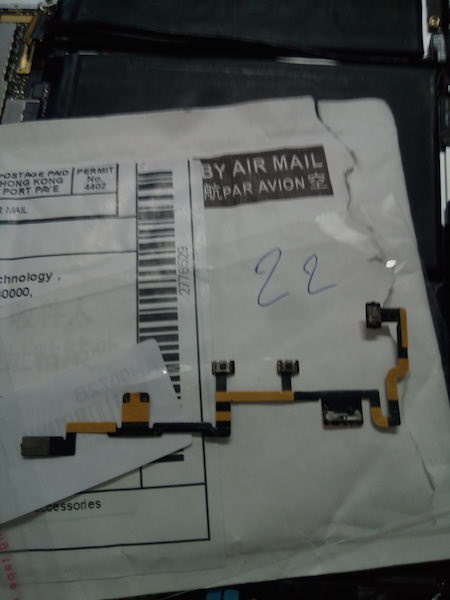 POSTAGE PAID
HONG KONG
PORT PAYE
PERMIT
No.
4402
MAIL
BY AIR MAIL
航 PAR AVION 空
2776629
22
chnology,
0000,
ccessories